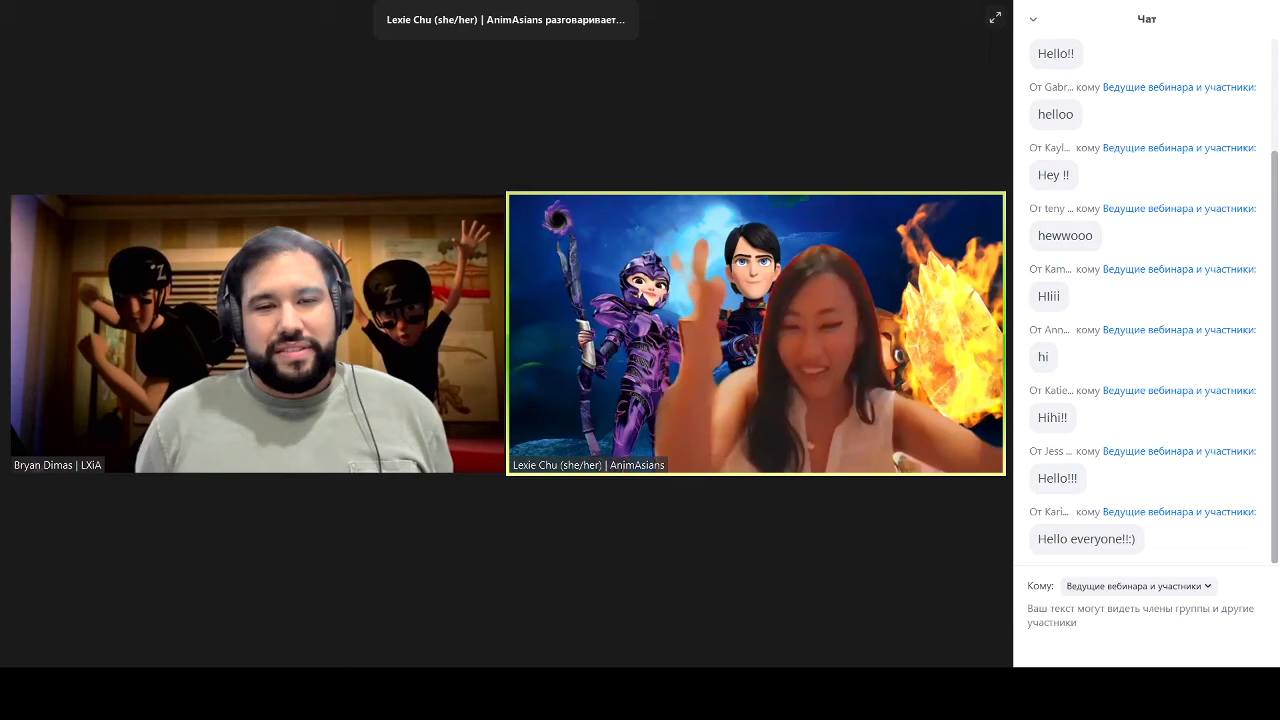 Lexie Chu (she/her) | AnimAsians разговаривает...
Bryan Dimas | LXiA
Lexie Chu (she/her) | AnimAsians
Чат
Hello!!
От Gabr... кому Ведущие вебинара и участники:
helloo
От Kayl... кому Ведущие вебинара и участники:
Hey !!
От teny ... кому Ведущие вебинара и участники:
hewwooo
От Kam... кому Ведущие вебинара и участники:
HIiii
От Ann... кому Ведущие вебинара и участники:
hi
От Katie... кому Ведущие вебинара и участники:
Hihi!!
От Jess ... кому Ведущие вебинара и участники:
Hello!!!
От Kari... кому Ведущие вебинара и участники:
Hello everyone!!:)
Кому: Ведущие вебинара и участники
Ваш текст могут видеть члены группы и другие
участники